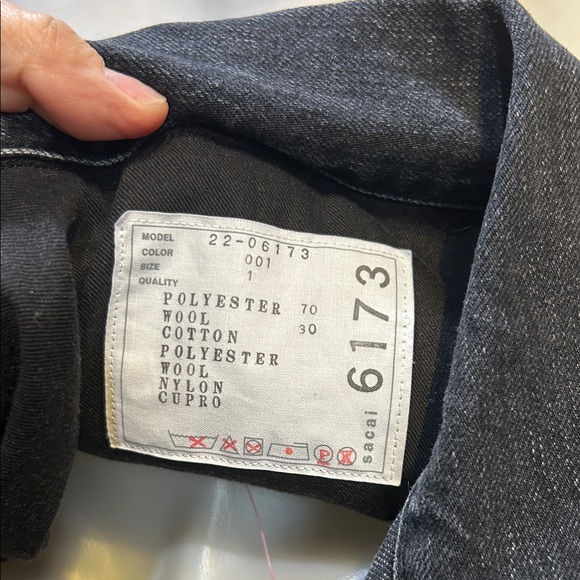 MODEL 22-06173
COLOR 001
SIZE 1
QUALITY
POLYESTER 70
WOOL 30
COTTON
POLYESTER
WOOL
NYLON
CUPRO
sacai 6173
P
W